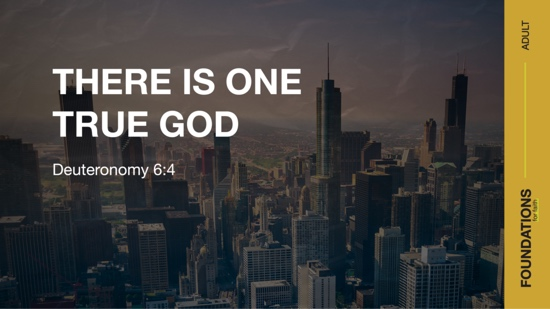 THERE IS ONE
TRUE GOD
Deuteronomy 6:4
ADULT
FOUNDATIONS
for faith